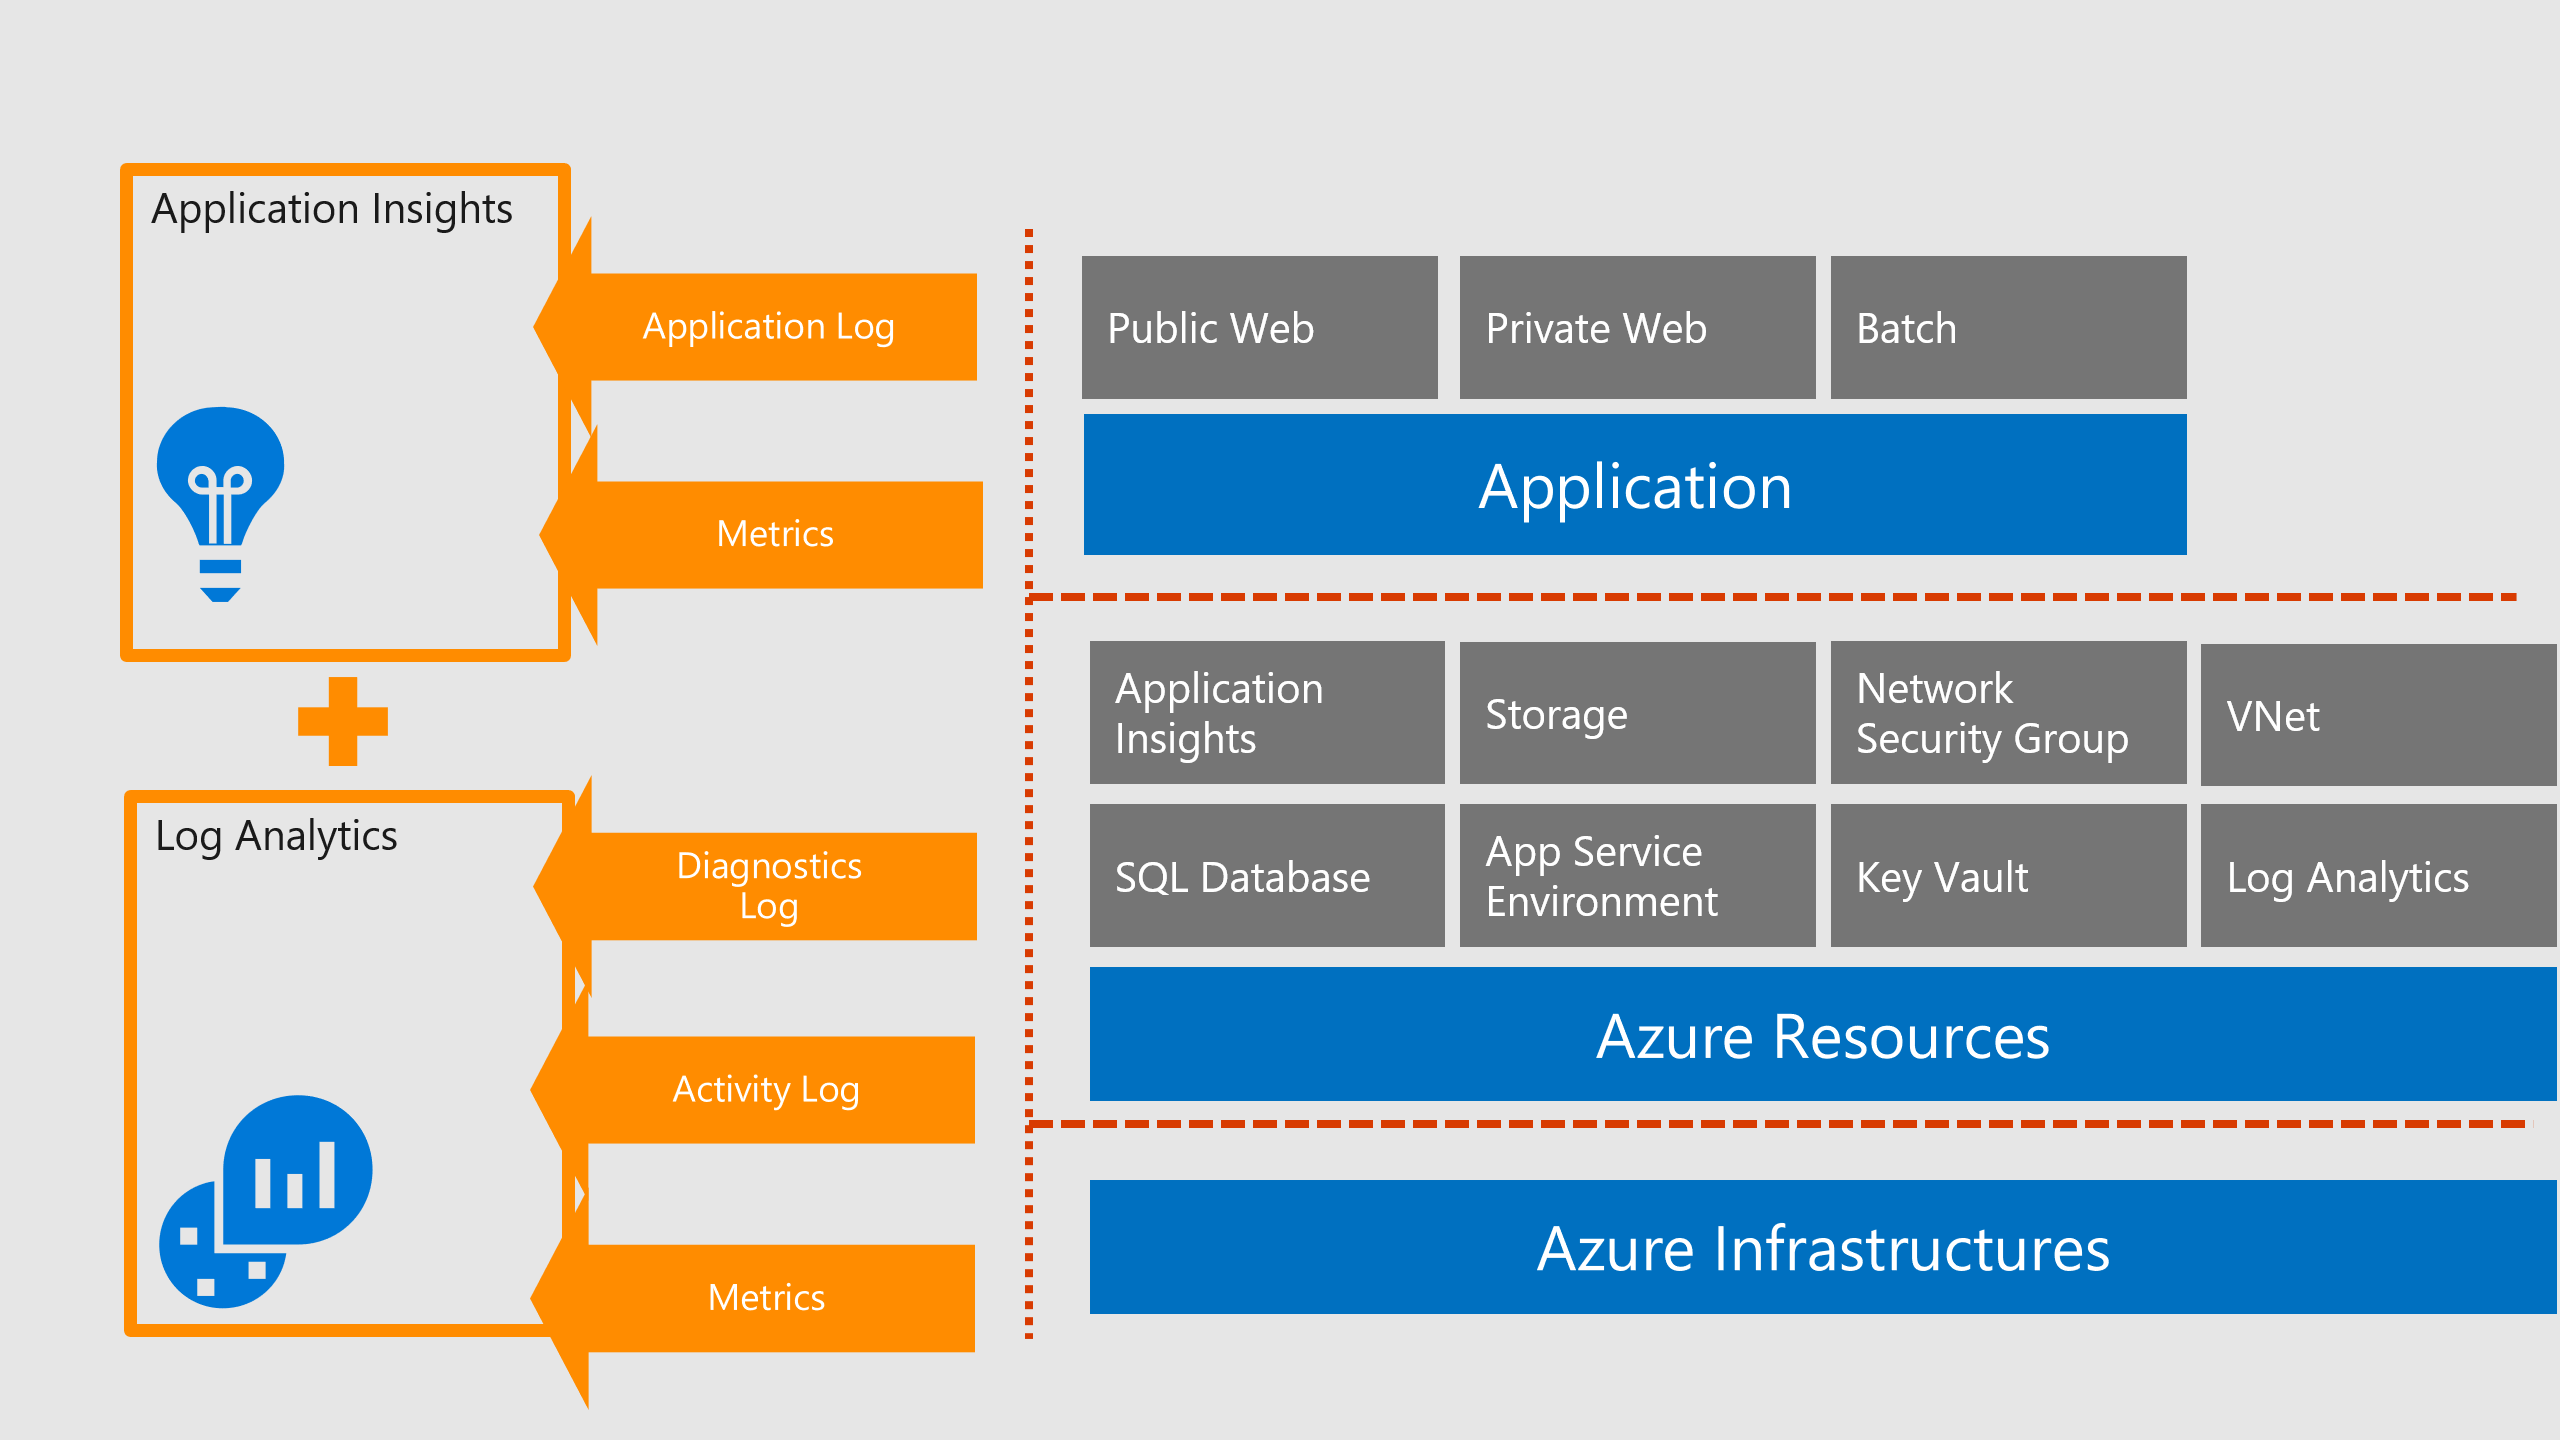 Application Insights
Application Log
Metrics
Public Web
Private Web
Batch
Application
Log Analytics
Diagnostics
Log
Activity Log
Metrics
Application
Insights
Storage
Network
Security Group
VNet
SQL Database
App Service
Environment
Key Vault
Log Analytics
Azure Resources
Azure Infrastructures